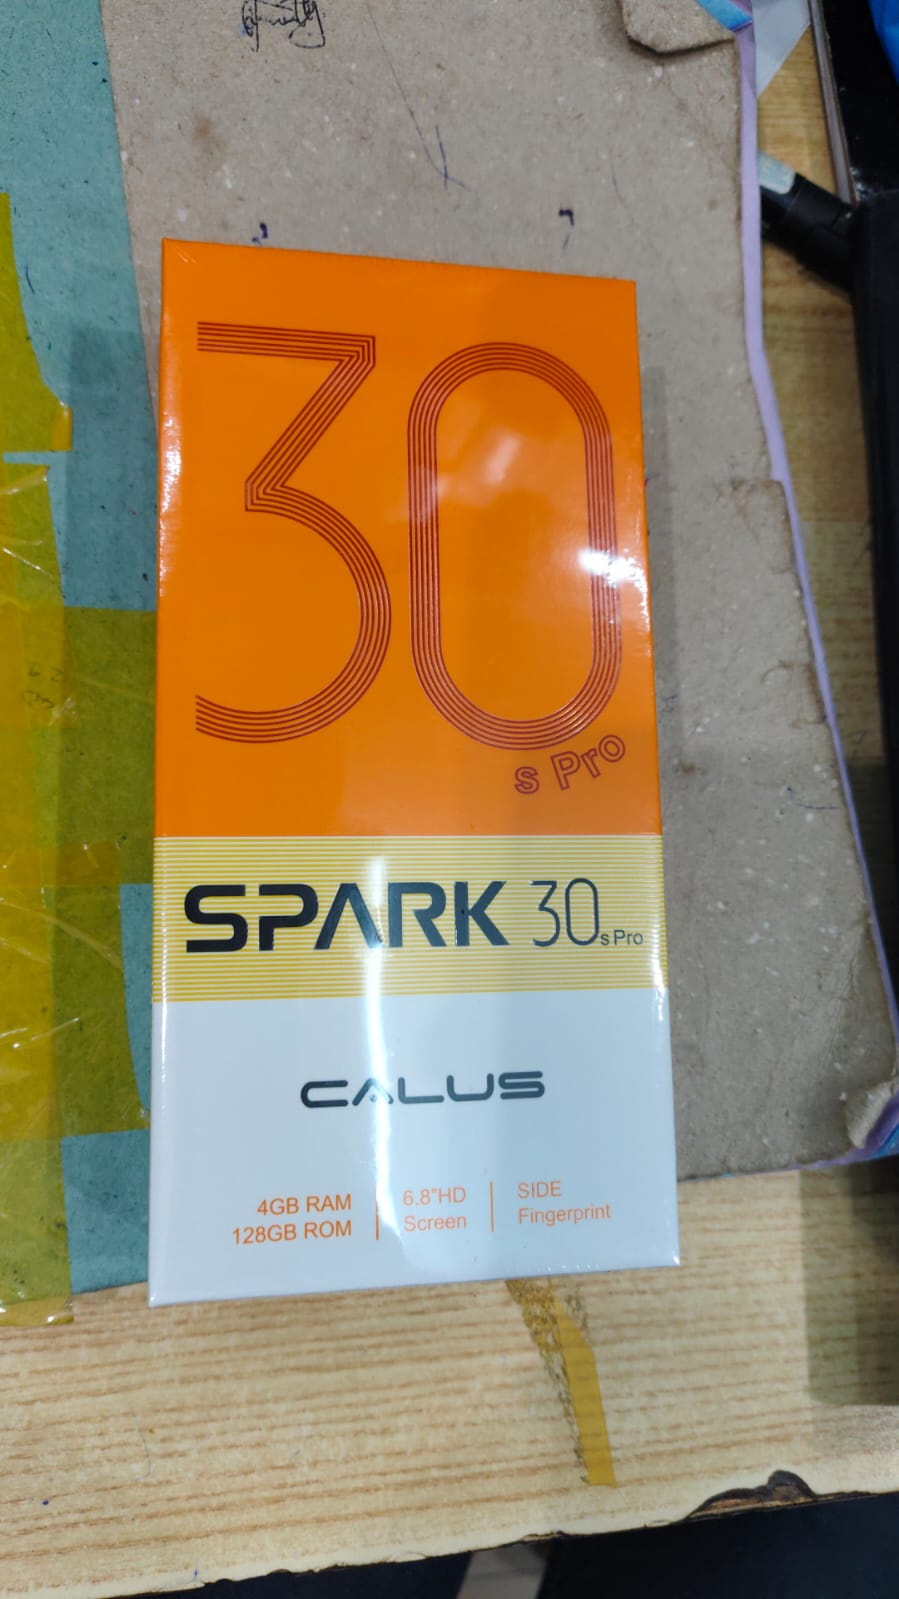 30
s Pro
SPARK 30s Pro
CALUS
4GB RAM
128GB ROM
6.8"HD
Screen
SIDE
Fingerprint